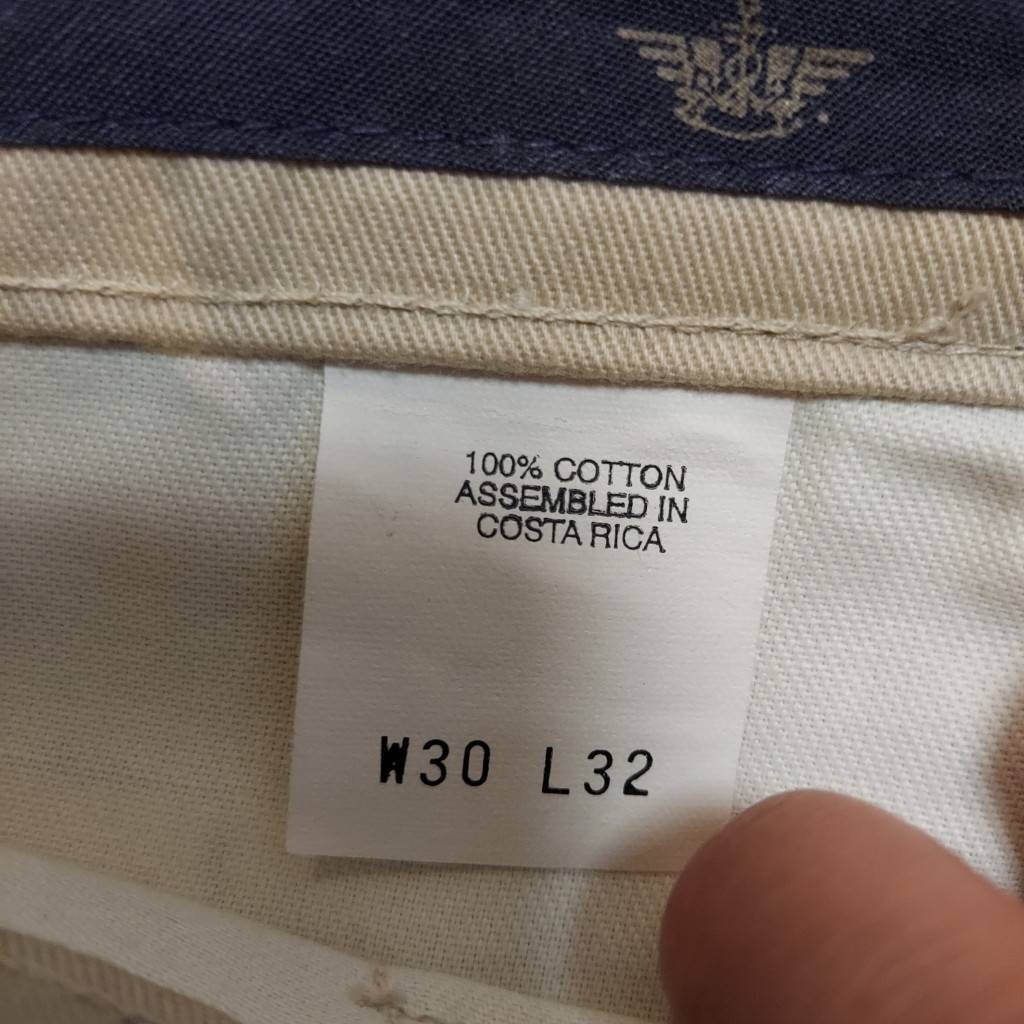 100% COTTON
ASSEMBLED IN
COSTA RICA
W30 L32